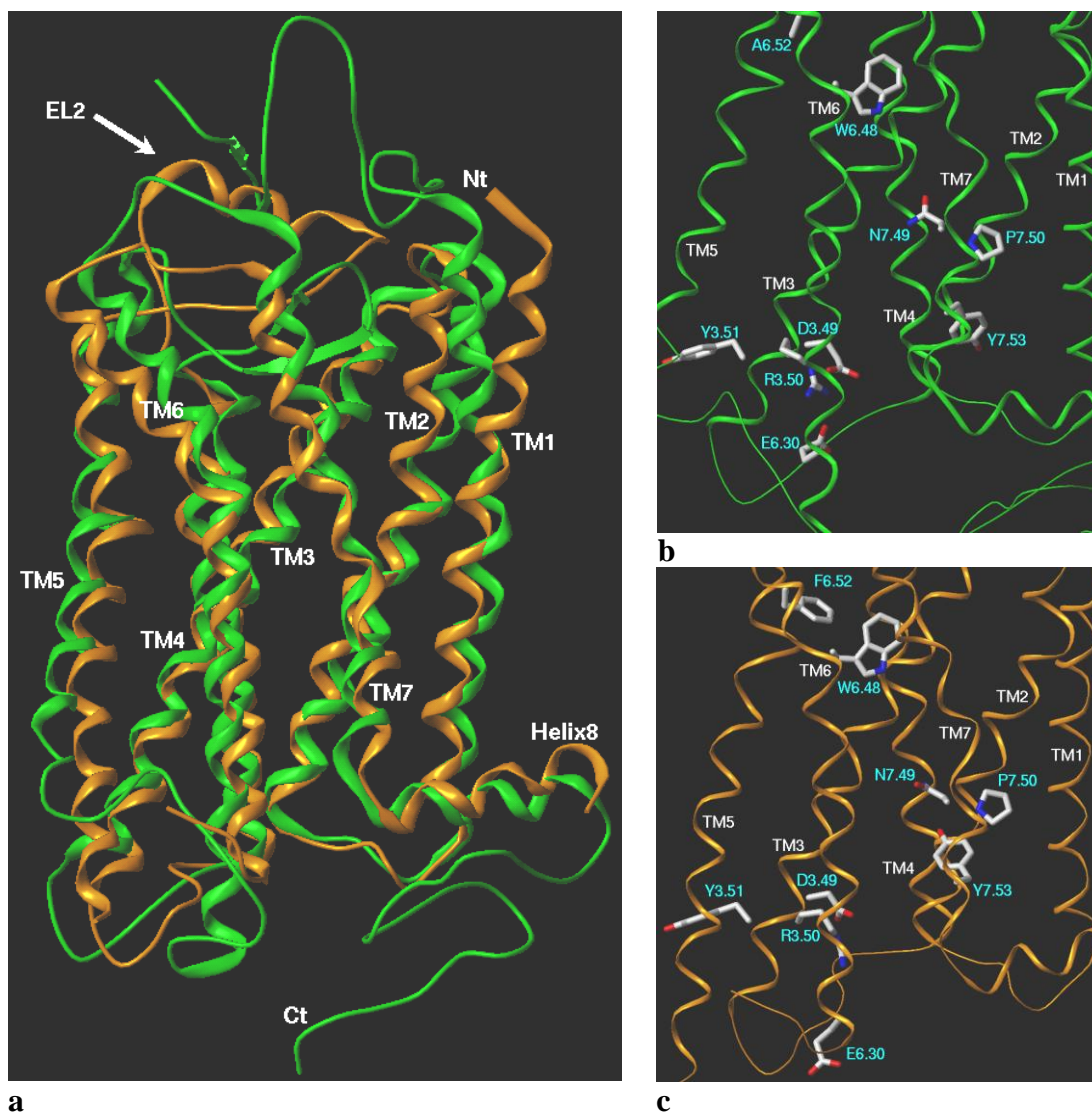 EL2
Nt
TM6
TM2
TM1
TM3
TM5
TM4
TM7
Helix8
Ct
a
A6.52
TM6
W6.48
TM2
TM7
TM1
N7.49
P7.50
TM5
TM3
TM4
Y3.51
D3.49
Y7.53
R3.50
E6.30
b
F6.52
TM6
W6.48
TM2
TM7
TM1
N7.49
P7.50
TM5
TM3
TM4
Y3.51
D3.49
Y7.53
R3.50
E6.30
c